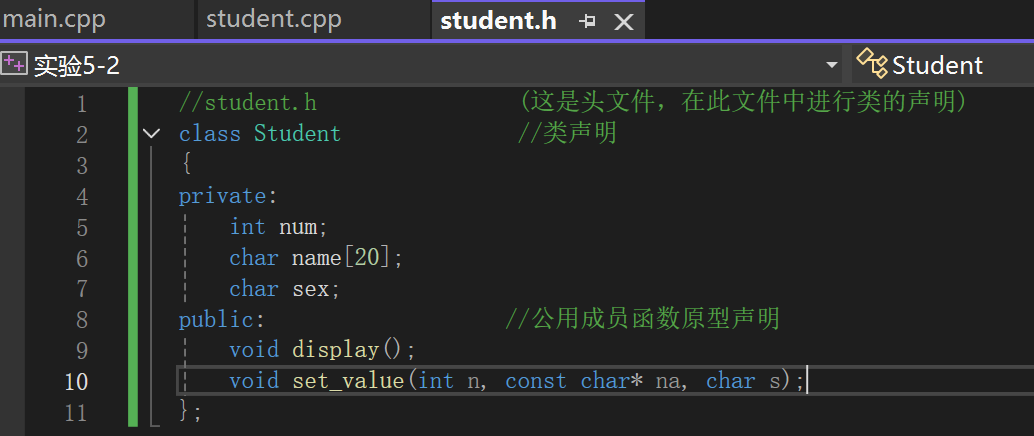 main.cpp student.cpp student.h
实验5-2 Student
1 //student.h (这是头文件, 在此文件中进行类的声明)
2 class Student //类声明
3 {
4 private:
5 int num;
6 char name[20];
7 char sex;
8 public: //公用成员函数原型声明
9 void display();
10 void set_value(int n, const char* na, char s);
11 };